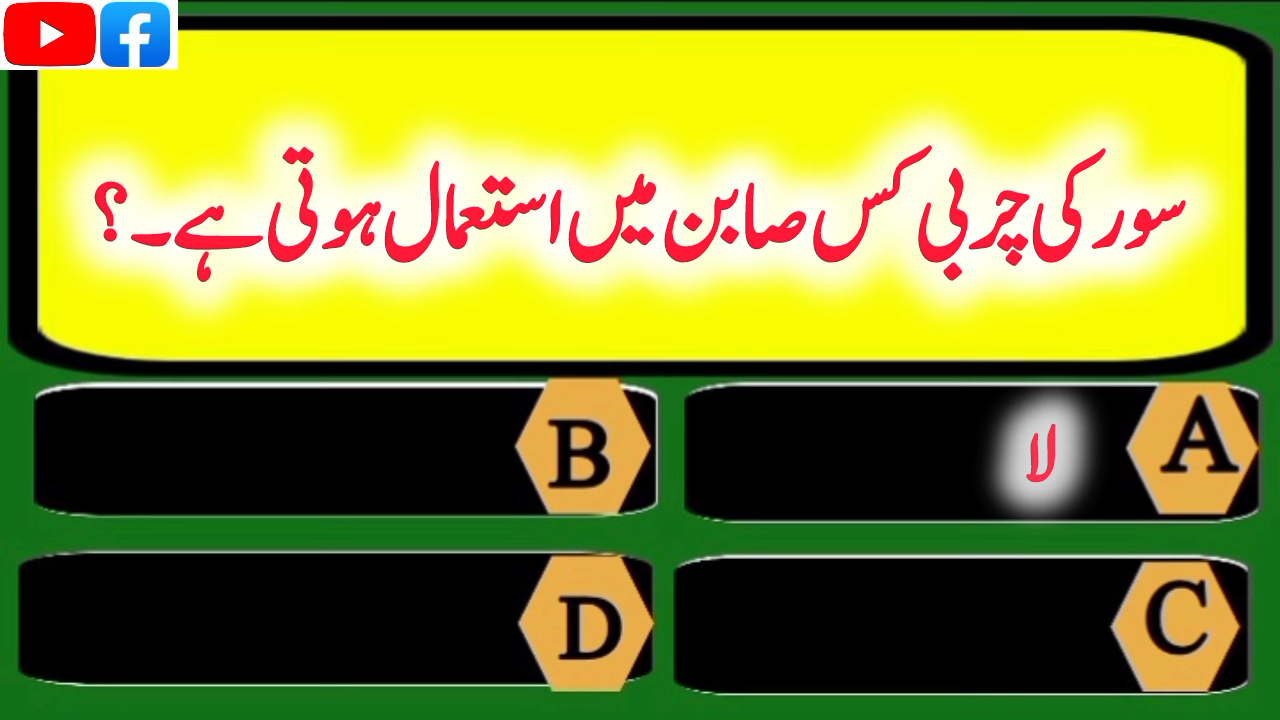 سور کی چربی کس صابن میں استعمال ہوتی ہے۔؟
A
لا
B
C
D